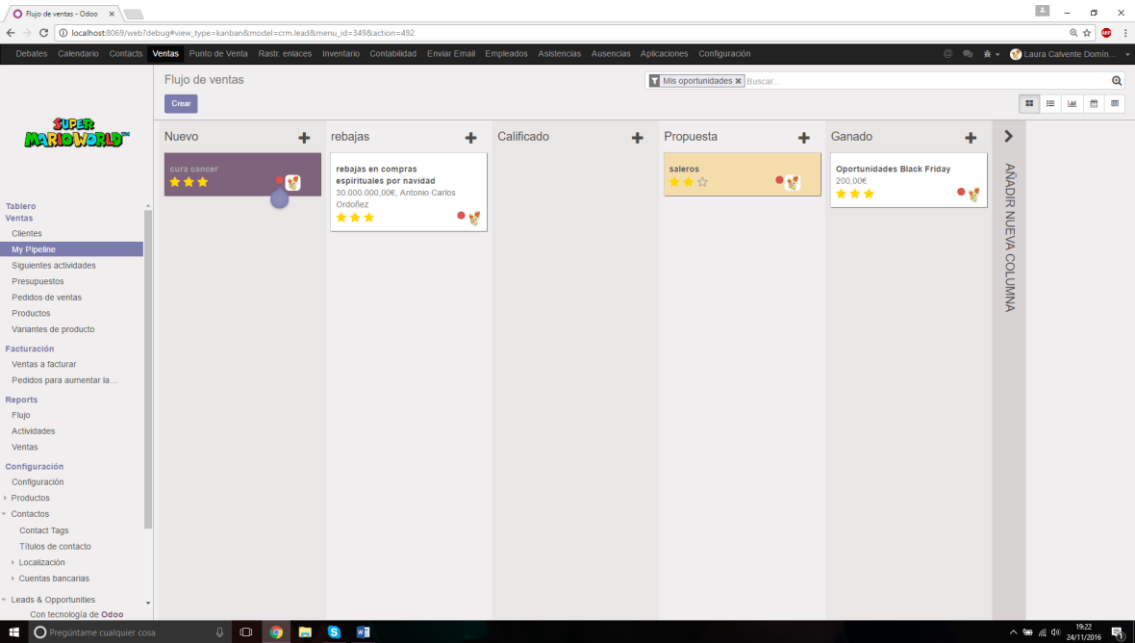 Flujo de ventas - Odoo
localhost:8069/web?debug#view_type=kanban&model=crm.lead&menu_id=349&action=492
ABP
Debates Calendario Contacts Ventas Punto de Venta Rastr. enlaces Inventario Contabilidad Enviar Email Empleados Asistencias Ausencias Aplicaciones Configuración Laura Calvente Domin...
Flujo de ventas
Mis oportunidades Buscar...
Crear
SUPER
MARIO WORLD
Nuevo rebajas Calificado Propuesta Ganado
cura cancer
rebajas en compras
espirituales por navidad
30.000.000,00€, Antonio Carlos
Ordoñez
saleros
Oportunidades Black Friday
200,00€
AÑADIR NUEVA COLUMNA
Tablero
Ventas
Clientes
My Pipeline
Siguientes actividades
Presupuestos
Pedidos de ventas
Productos
Variantes de producto
Facturación
Ventas a facturar
Pedidos para aumentar la...
Reports
Flujo
Actividades
Ventas
Configuración
Configuración
Productos
Contactos
Contact Tags
Títulos de contacto
Localización
Cuentas bancarias
Leads & Opportunities
Con tecnología de Odoo
Pregúntame cualquier cosa
19:22
24/11/2016